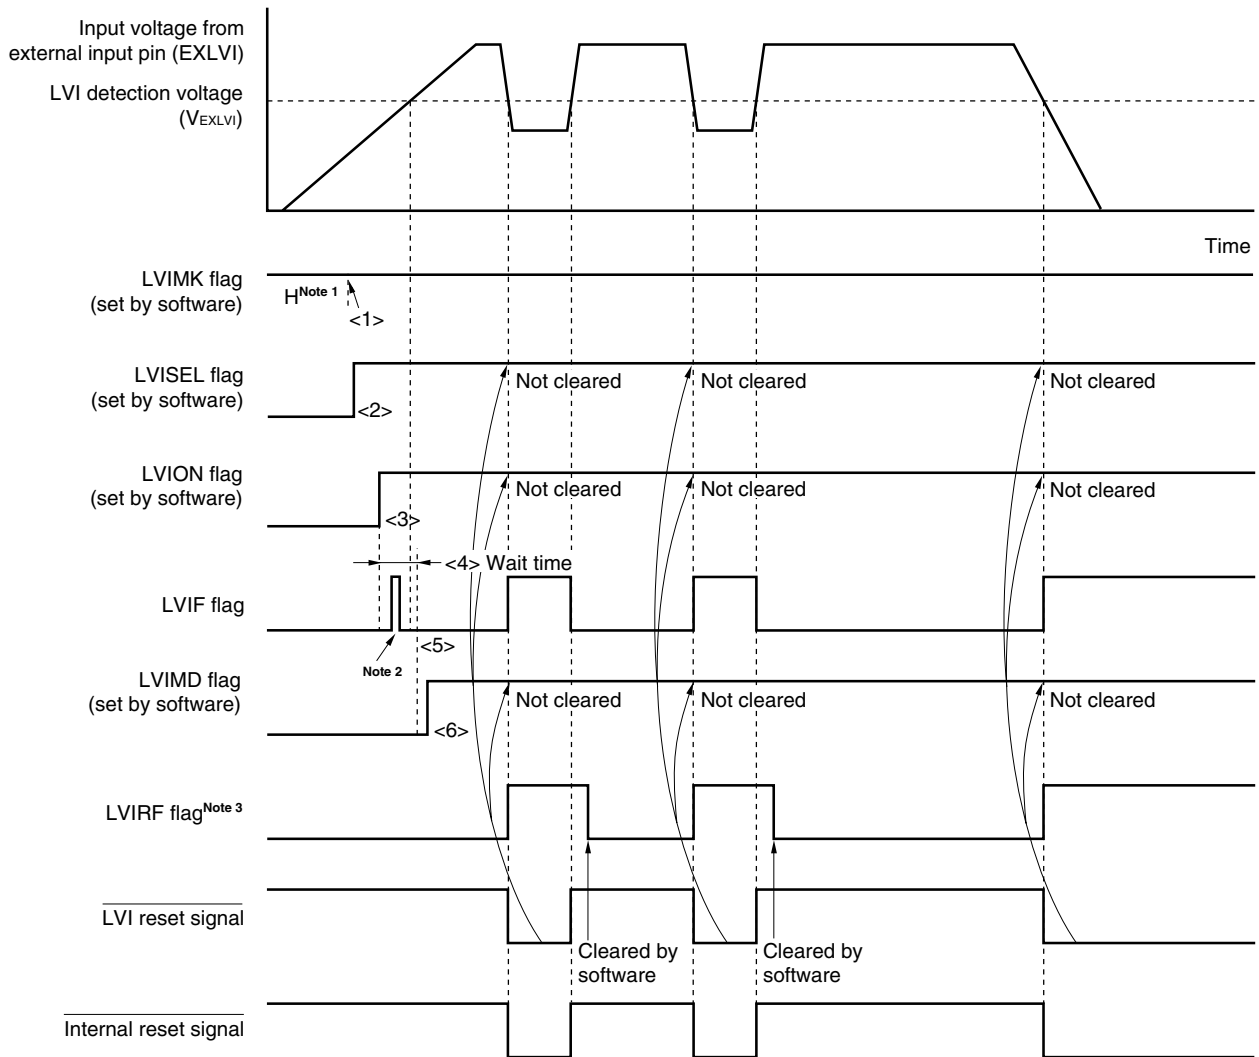 Input voltage from
external input pin (EXLVI)
LVI detection voltage
(VEXLVI)
Time
LVIMK flag
(set by software)
HNote 1
<1>
LVISEL flag
(set by software)
<2>
Not cleared
Not cleared
Not cleared
LVION flag
(set by software)
<3>
Not cleared
Not cleared
Not cleared
<4> Wait time
LVIF flag
Note 2
<5>
LVIMD flag
(set by software)
<6>
Not cleared
Not cleared
Not cleared
LVIRF flagNote 3
LVI reset signal
Cleared by
software
Cleared by
software
Internal reset signal